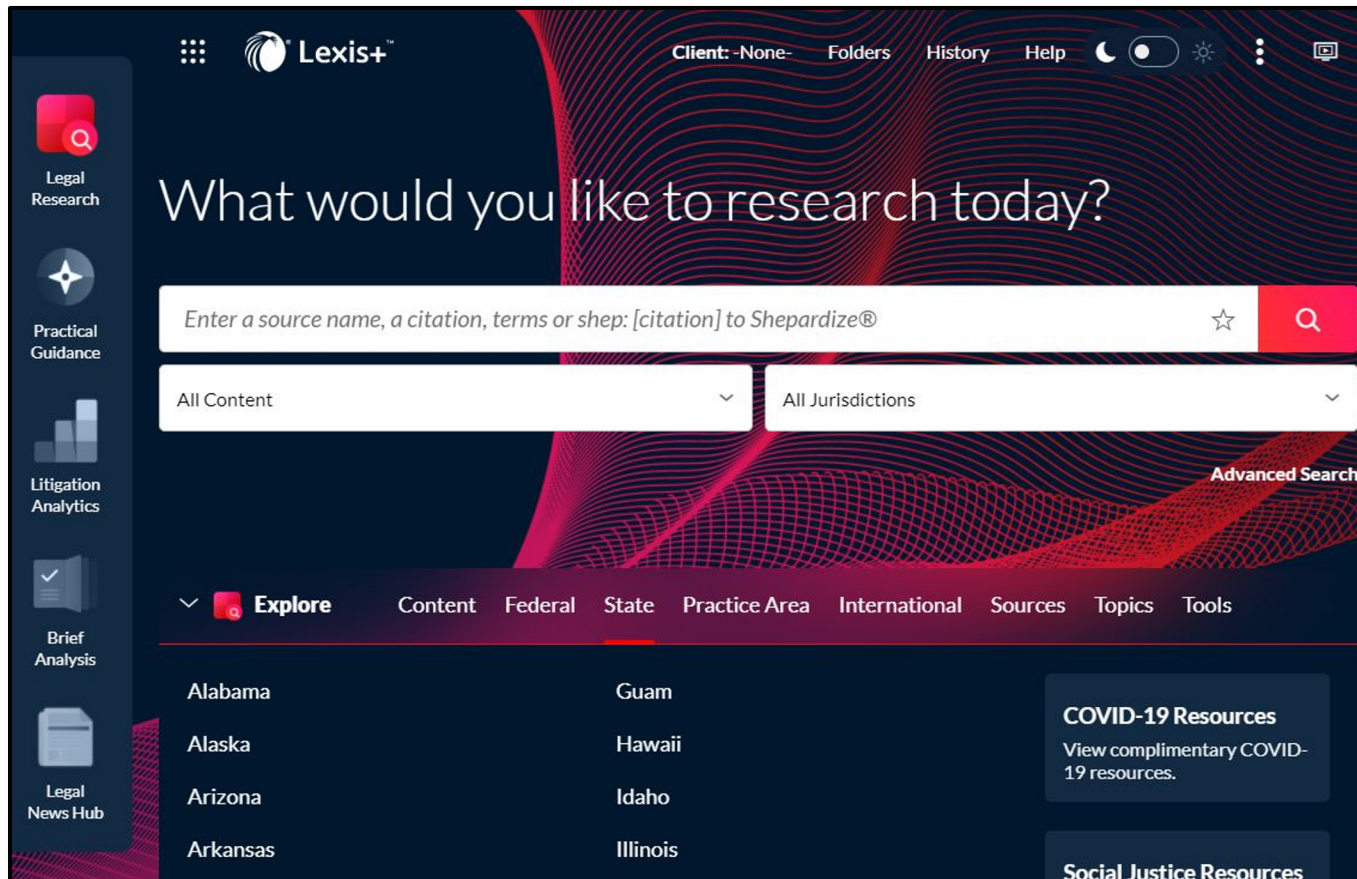 Lexis+™
Client: -None- Folders History Help
Legal
Research
Practical
Guidance
Litigation
Analytics
Brief
Analysis
Legal
News Hub
What would you like to research today?
Enter a source name, a citation, terms or shep: [citation] to Shepardize®
All Content
All Jurisdictions
Advanced Search
Explore Content Federal State Practice Area International Sources Topics Tools
Alabama
Alaska
Arizona
Arkansas
Guam
Hawaii
Idaho
Illinois
COVID-19 Resources
View complimentary COVID-
19 resources.
Social Justice Resources